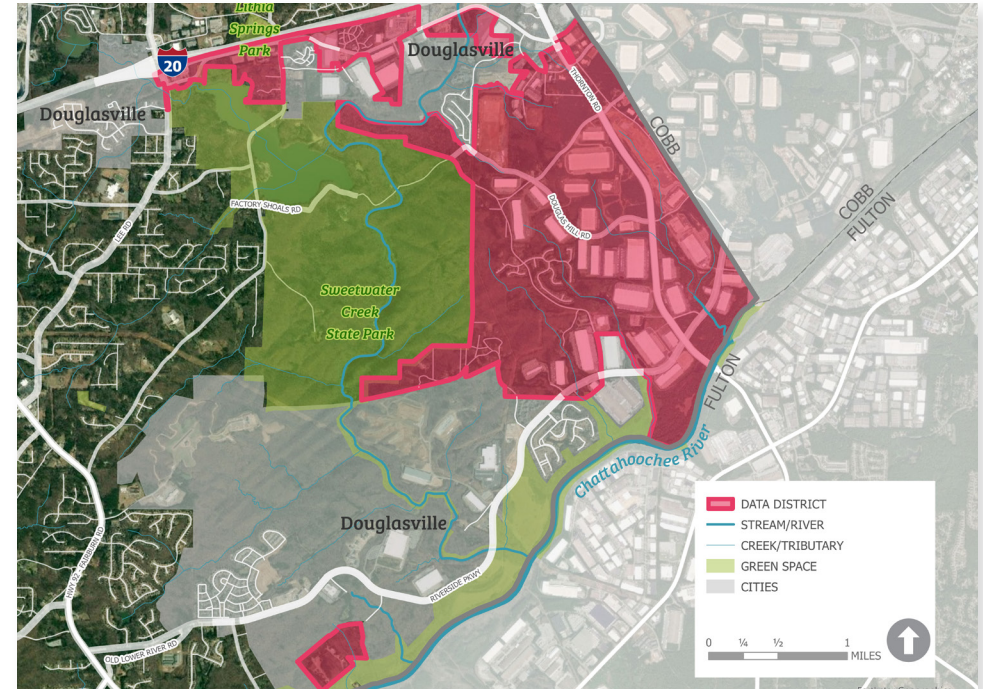 Lithia
Springs
Park
20
Douglasville
Douglasville
THORNTON RD
COBB
COBB
FULTON
LEE RD
FACTORY SHOALS RD
DOUGLAS HILL RD
Sweetwater
Creek
State Park
FULTON
Chattahoochee River
Douglasville
HWY 92 - FAIRBURN RD
RIVERSIDE PKWY
OLD LOWER RIVER RD
DATA DISTRICT
STREAM/RIVER
CREEK/TRIBUTARY
GREEN SPACE
CITIES
0 ¼ ½ 1
MILES